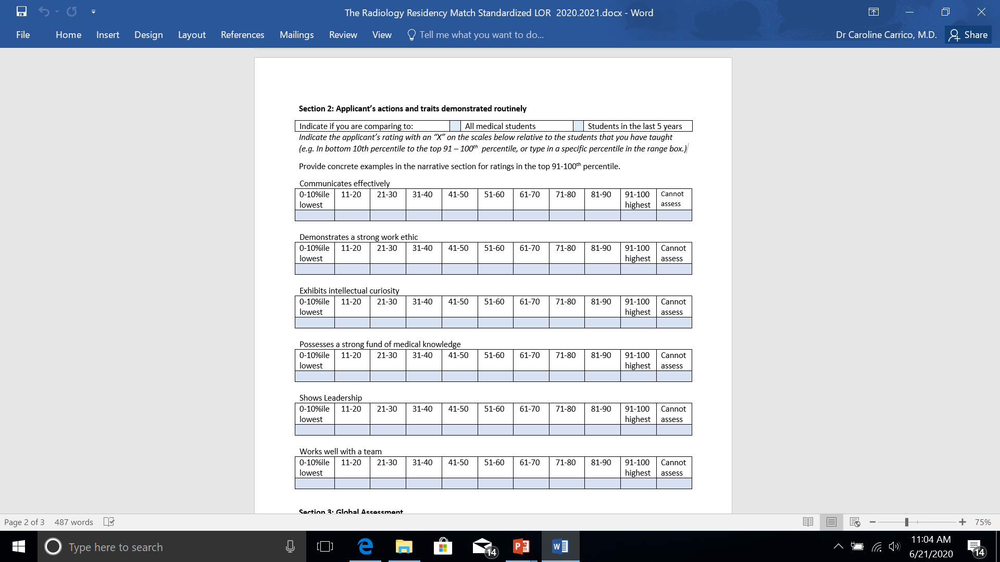 The Radiology Residency Match Standardized LOR  2020.2021.docx - Word
File Home Insert Design Layout References Mailings Review View Tell me what you want to do... Dr Caroline Carrico, M.D. Share
Section 2: Applicant’s actions and traits demonstrated routinely
Indicate if you are comparing to: All medical students Students in the last 5 years
Indicate the applicant’s rating with an “X” on the scales below relative to the students that you have taught
(e.g. In bottom 10th percentile to the top 91 – 100th  percentile, or type in a specific percentile in the range box.)
Provide concrete examples in the narrative section for ratings in the top 91-100th percentile.
Communicates effectively
0-10%ile 11-20 21-30 31-40 41-50 51-60 61-70 71-80 81-90 91-100 Cannot
lowest highest assess
Demonstrates a strong work ethic
0-10%ile 11-20 21-30 31-40 41-50 51-60 61-70 71-80 81-90 91-100 Cannot
lowest highest assess
Exhibits intellectual curiosity
0-10%ile 11-20 21-30 31-40 41-50 51-60 61-70 71-80 81-90 91-100 Cannot
lowest highest assess
Possesses a strong fund of medical knowledge
0-10%ile 11-20 21-30 31-40 41-50 51-60 61-70 71-80 81-90 91-100 Cannot
lowest highest assess
Shows Leadership
0-10%ile 11-20 21-30 31-40 41-50 51-60 61-70 71-80 81-90 91-100 Cannot
lowest highest assess
Works well with a team
0-10%ile 11-20 21-30 31-40 41-50 51-60 61-70 71-80 81-90 91-100 Cannot
lowest highest assess
Section 3: Global Assessment
Page 2 of 3 487 words 75%
Type here to search 14 11:04 AM
6/21/2020 14